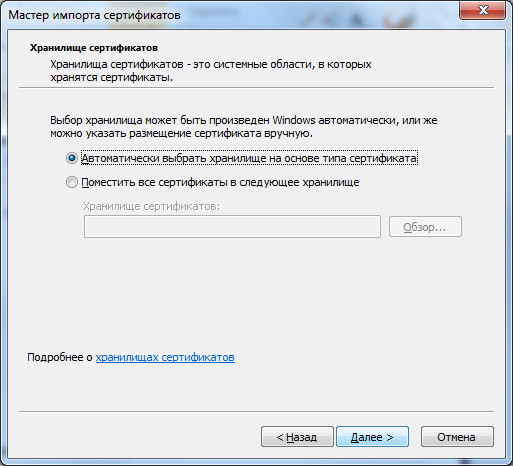 Мастер импорта сертификатов
Хранилище сертификатов
Хранилища сертификатов - это системные области, в которых
хранятся сертификаты.
Выбор хранилища может быть произведен Windows автоматически, или же
можно указать размещение сертификата вручную.
Автоматически выбрать хранилище на основе типа сертификата
Поместить все сертификаты в следующее хранилище
Хранилище сертификатов:
Обзор...
Подробнее о хранилищах сертификатов
< Назад
Далее >
Отмена